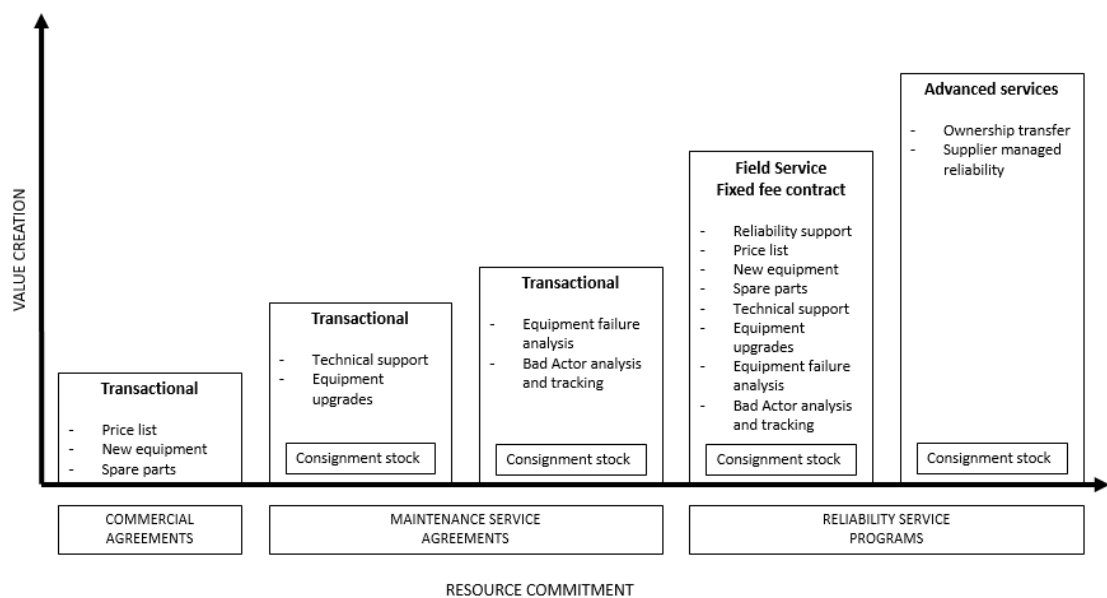 VALUE CREATION
Transactional
- Price list
- New equipment
- Spare parts
Transactional
- Technical support
- Equipment
upgrades
Consignment stock
Transactional
- Equipment failure
analysis
- Bad Actor analysis
and tracking
Consignment stock
Field Service
Fixed fee contract
- Reliability support
- Price list
- New equipment
- Spare parts
- Technical support
- Equipment
upgrades
- Equipment failure
analysis
- Bad Actor analysis
and tracking
Consignment stock
Advanced services
- Ownership transfer
- Supplier managed
reliability
Consignment stock
COMMERCIAL
AGREEMENTS
MAINTENANCE SERVICE
AGREEMENTS
RELIABILITY SERVICE
PROGRAMS
RESOURCE COMMITMENT